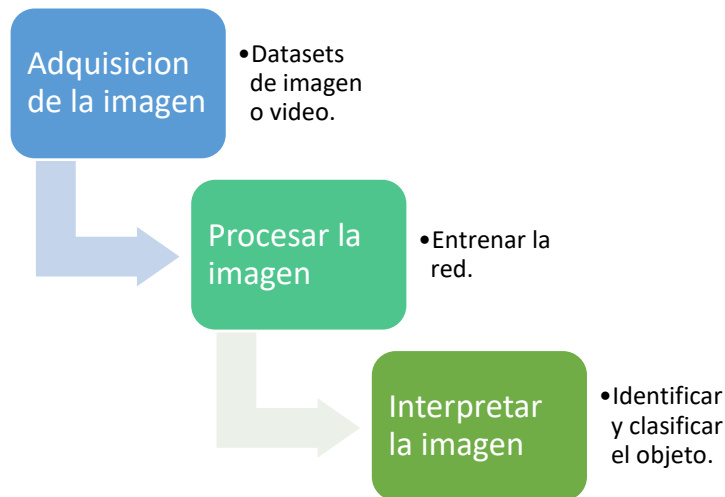 Adquisicion
de la imagen
•Datasets
de imagen
o video.
Procesar la
imagen
•Entrenar la
red.
Interpretar
la imagen
•Identificar
y clasificar
el objeto.